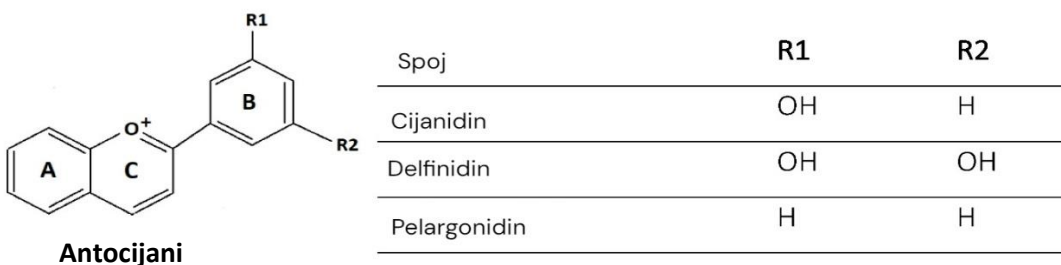 R1
B
O+
R2
A
C
Antocijani
Spoj R1 R2
Cijanidin OH H
Delfinidin OH OH
Pelargonidin H H